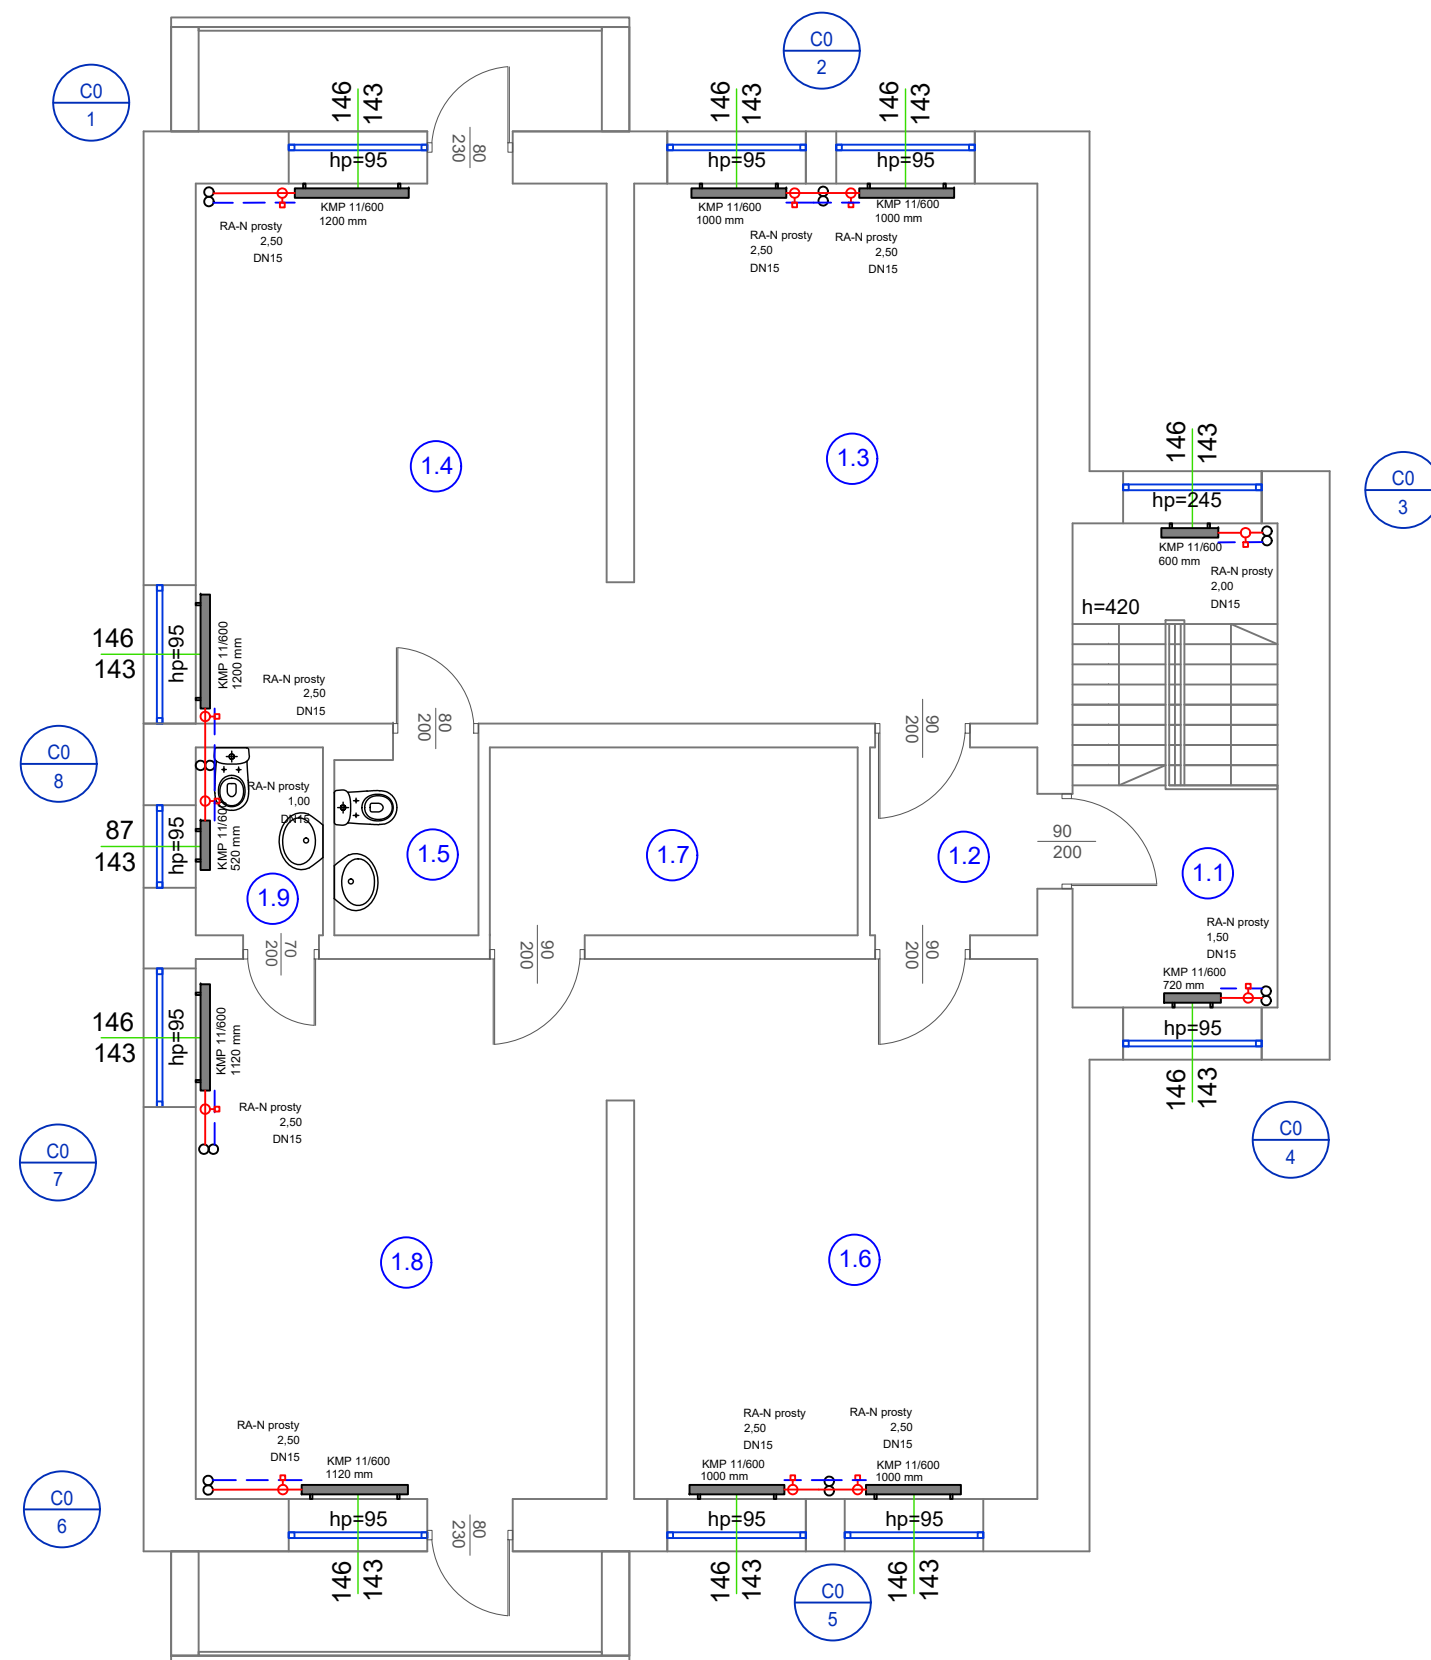 C0
2
C0
1
146
143
146
143
146
143
80
230
hp=95
hp=95
hp=95
KMP 11/600
1200 mm
KMP 11/600
1000 mm
KMP 11/600
1000 mm
RA-N prosty
2,50
DN15
RA-N prosty
2,50
DN15
RA-N prosty
2,50
DN15
1.4
1.3
146
143
C0
3
hp=245
KMP 11/600
600 mm
RA-N prosty
2,00
DN15
h=420
146
143
hp=95
KMP 11/600
1200 mm
RA-N prosty
2,50
DN15
80
200
90
200
C0
8
RA-N prosty
1,00
DN15
87
143
hp=95
KMP 11/600
520 mm
1.5
1.7
1.2
90
200
1.1
1.9
70
200
90
200
90
200
RA-N prosty
1,50
DN15
KMP 11/600
720 mm
hp=95
146
143
146
143
hp=95
KMP 11/600
1120 mm
RA-N prosty
2,50
DN15
C0
7
C0
4
1.8
1.6
RA-N prosty
2,50
DN15
RA-N prosty
2,50
DN15
RA-N prosty
2,50
DN15
KMP 11/600
1120 mm
KMP 11/600
1000 mm
KMP 11/600
1000 mm
C0
6
hp=95
80
230
hp=95
hp=95
146
143
146
143
146
143
C0
5